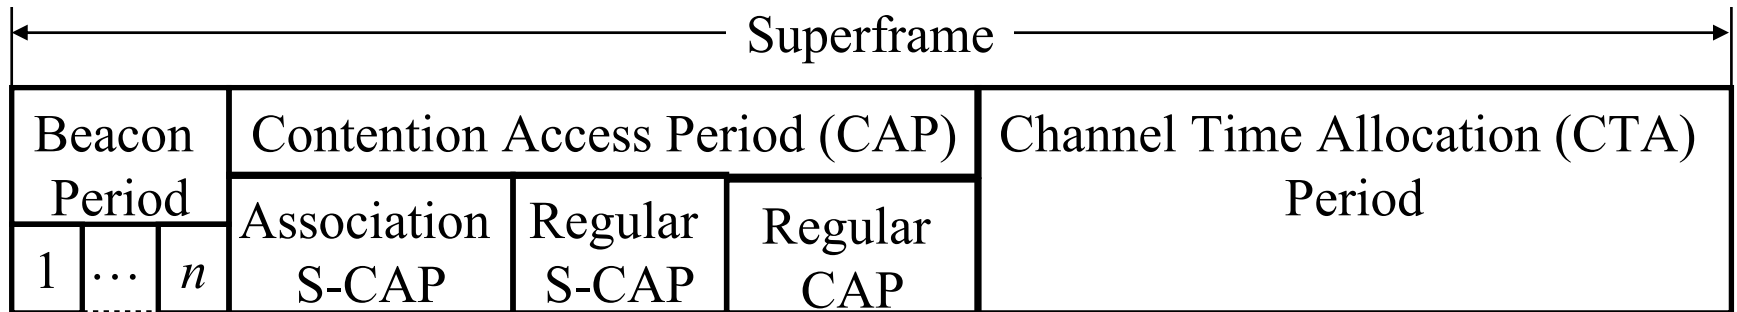 Superframe
Beacon
Period
1 ... n
Contention Access Period (CAP)
Association
S-CAP
Regular
S-CAP
Regular
CAP
Channel Time Allocation (CTA)
Period